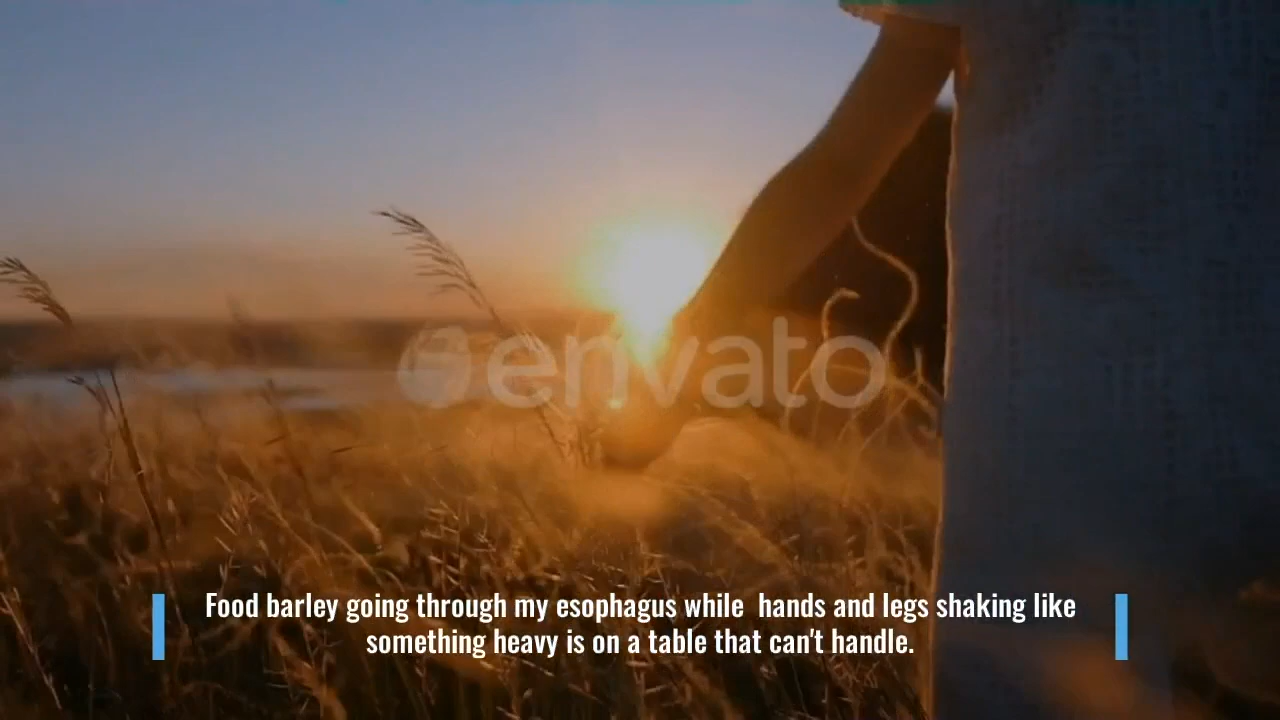 envato
Food barley going through my esophagus while  hands and legs shaking like
something heavy is on a table that can't handle.